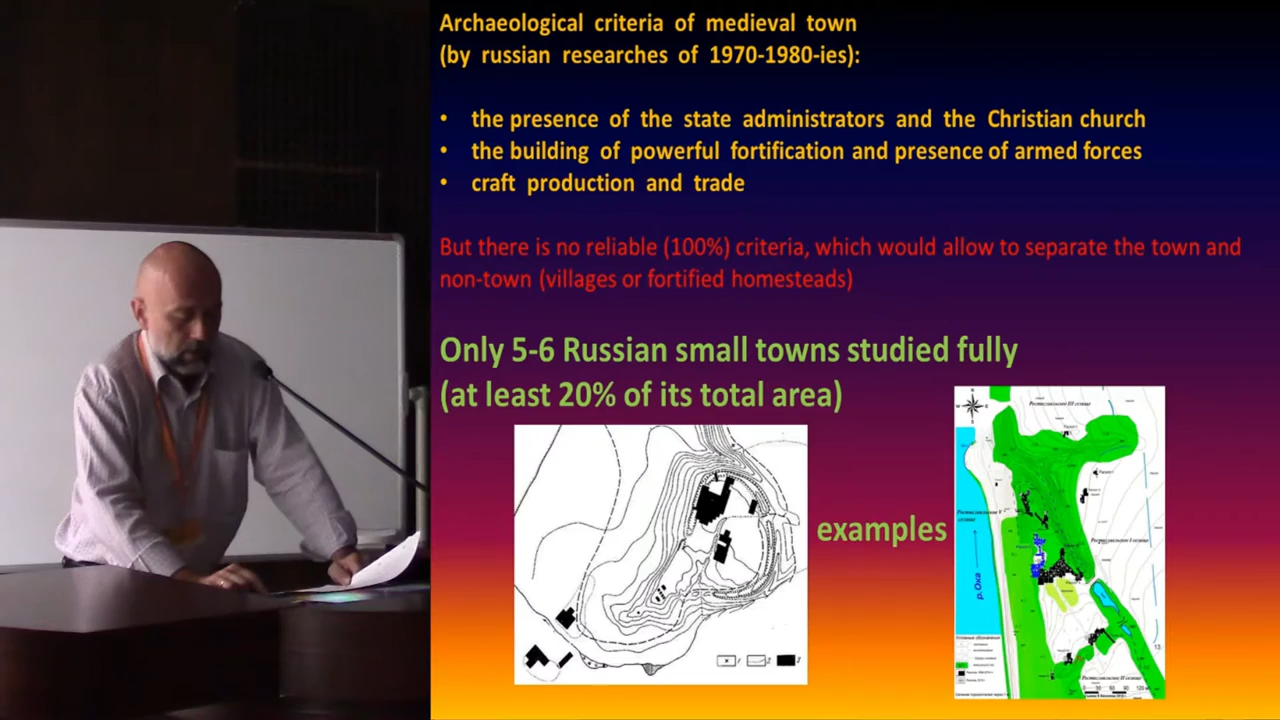 Archaeological criteria of medieval town
(by russian researches of 1970-1980-ies):
• the presence of the state administrators and the Christian church
• the building of powerful fortification and presence of armed forces
• craft production and trade
But there is no reliable (100%) criteria, which would allow to separate the town and
non-town (villages or fortified homesteads)
Only 5-6 Russian small towns studied fully
(at least 20% of its total area)
examples
р. Ока